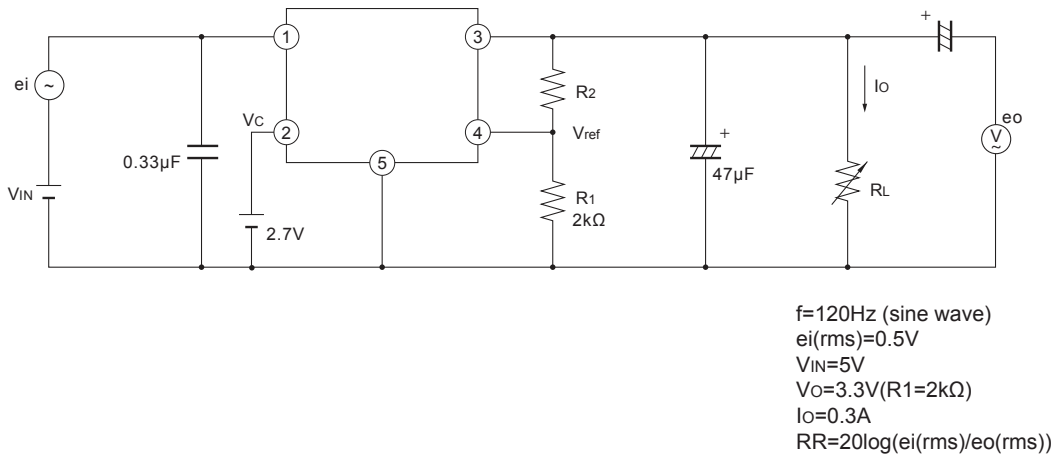 +
1
3
ei
~
R2
Io
eo
VC
2
4
Vref
+
V
~
0.33µF
5
47µF
VIN
R1
2kΩ
RL
2.7V
f=120Hz (sine wave)
ei(rms)=0.5V
VIN=5V
VO=3.3V(R1=2kΩ)
IO=0.3A
RR=20log(ei(rms)/eo(rms))